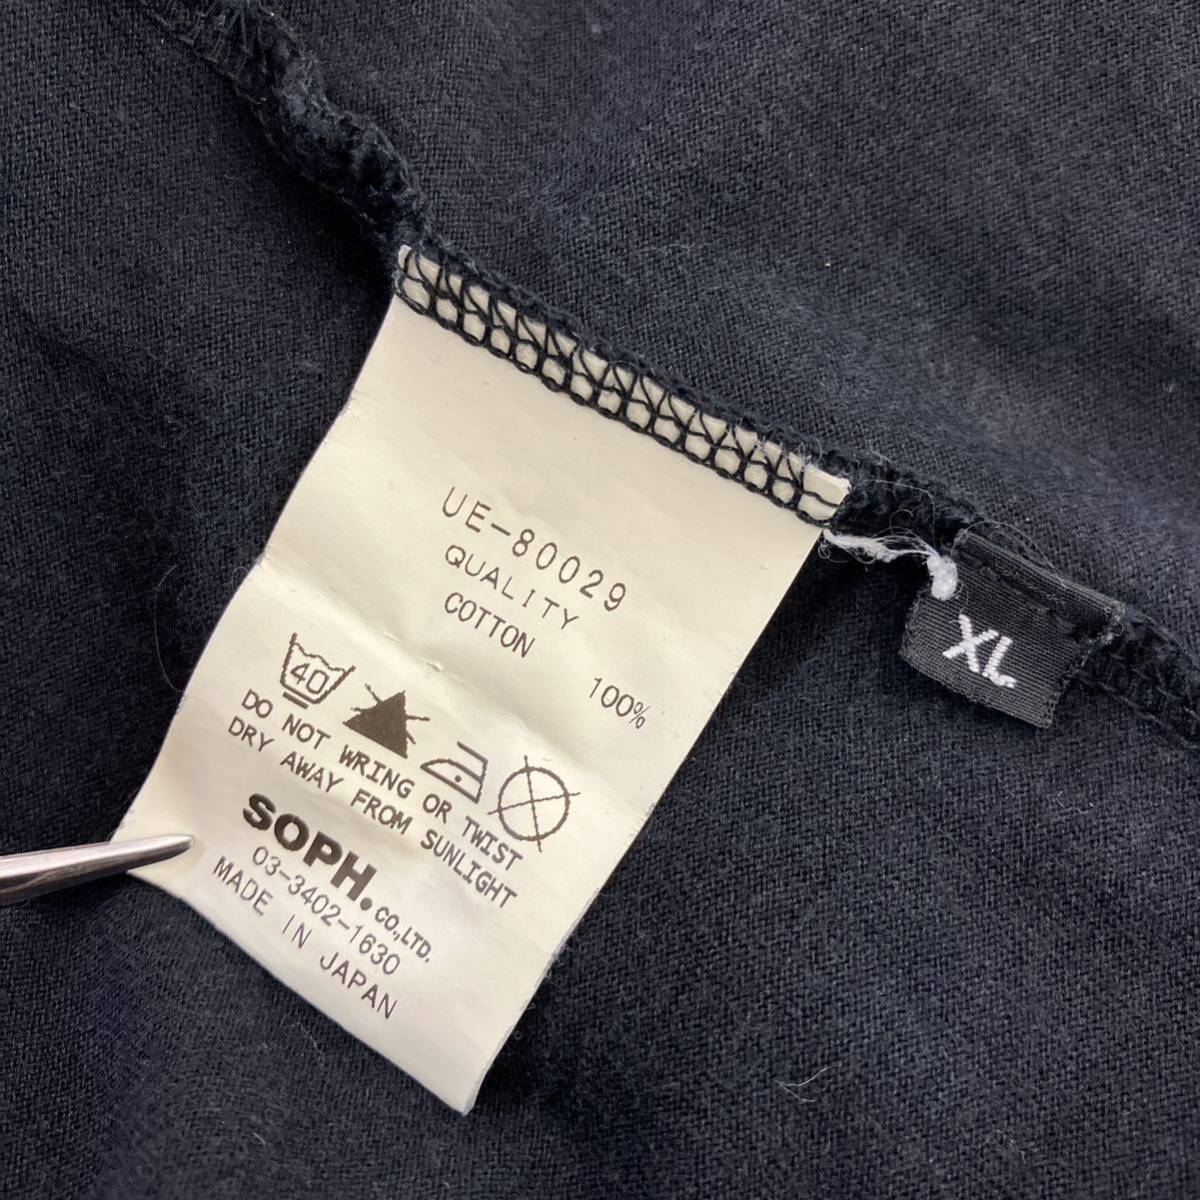 UE-80029
QUALITY
COTTON
100%
40
DO NOT WRING OR TWIST
DRY AWAY FROM SUNLIGHT
SOPH.CO.,LTD.
03-3402-1630
MADE IN JAPAN
XL